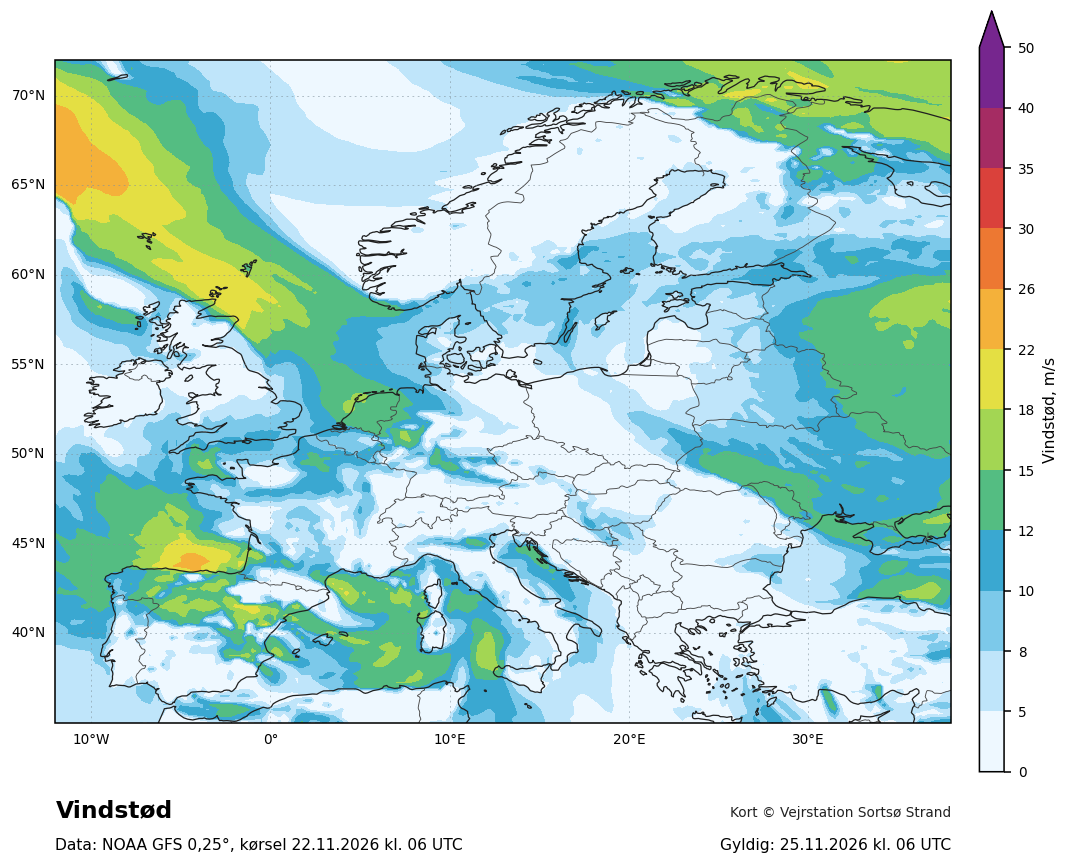 50
40
35
30
26
22
18
15
12
10
8
5
0
Vindstød, m/s
70°N
65°N
60°N
55°N
50°N
45°N
40°N
10°W
0°
10°E
20°E
30°E
Vindstød
Kort © Vejrstation Sortsø Strand
Data: NOAA GFS 0,25°, kørsel 22.11.2026 kl. 06 UTC
Gyldig: 25.11.2026 kl. 06 UTC